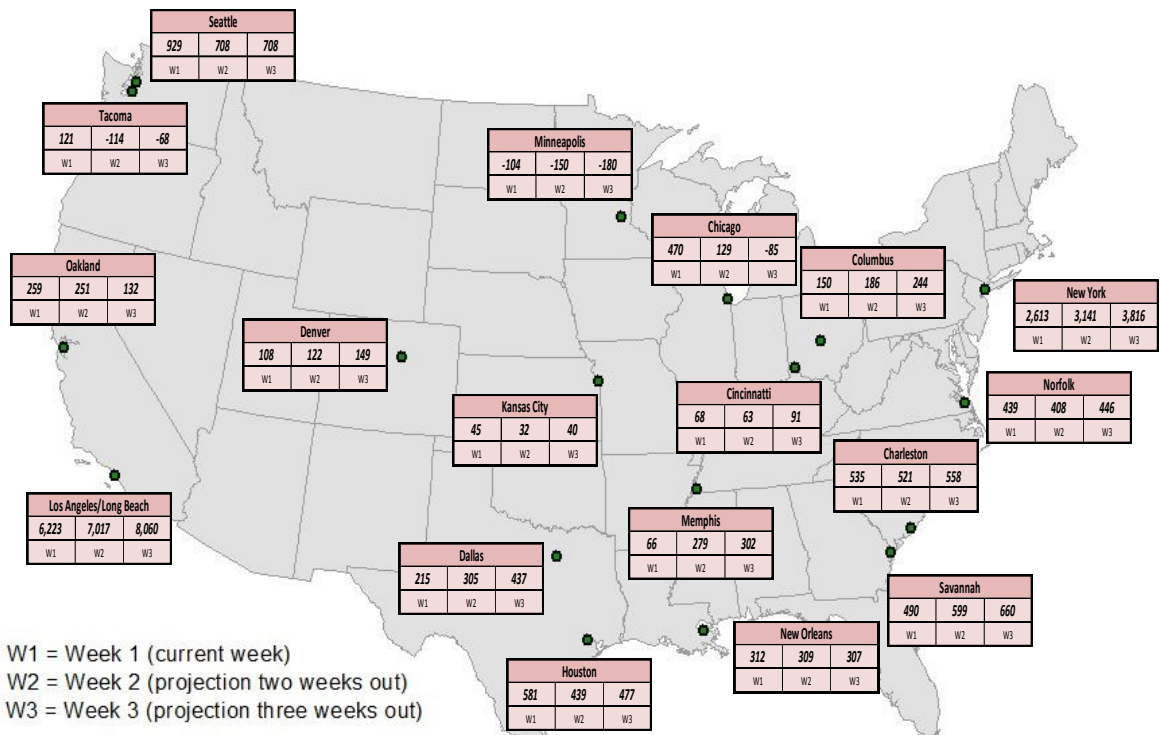 Seattle
929 708 708
W1 W2 W3
Tacoma
121 -114 -68
W1 W2 W3
Minneapolis
-104 -150 -180
W1 W2 W3
Chicago
470 129 -85
W1 W2 W3
Columbus
150 186 244
W1 W2 W3
Oakland
259 251 132
W1 W2 W3
New York
2,613 3,141 3,816
W1 W2 W3
Denver
108 122 149
W1 W2 W3
Norfolk
439 408 446
W1 W2 W3
Cincinnatti
68 63 91
W1 W2 W3
Kansas City
45 32 40
W1 W2 W3
Charleston
535 521 558
W1 W2 W3
Los Angeles/Long Beach
6,223 7,017 8,060
W1 W2 W3
Memphis
66 279 302
W1 W2 W3
Dallas
215 305 437
W1 W2 W3
Savannah
490 599 660
W1 W2 W3
New Orleans
312 309 307
W1 W2 W3
Houston
581 439 477
W1 W2 W3
W1 = Week 1 (current week)
W2 = Week 2 (projection two weeks out)
W3 = Week 3 (projection three weeks out)